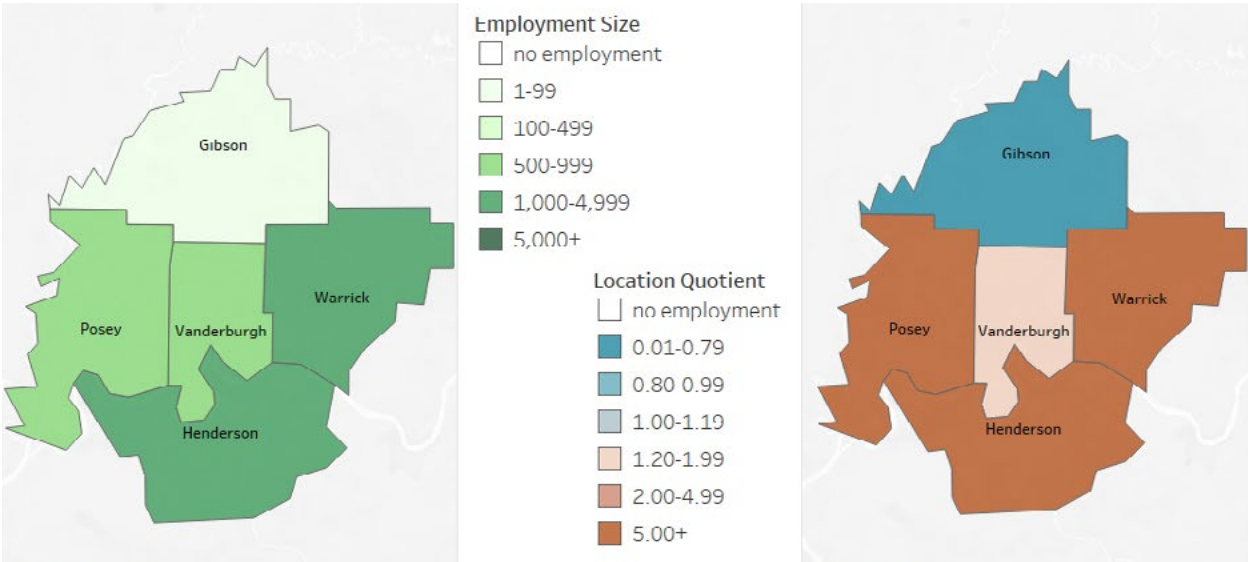 Gibson
Posey
Vanderburgh
Warrick
Henderson
Employment Size
no employment
1-99
100-499
500-999
1,000-4,999
5,000+
Location Quotient
no employment
0.01-0.79
0.80 0.99
1.00-1.19
1.20-1.99
2.00-4.99
5.00+
Gibson
Posey
Vanderburgh
Warrick
Henderson